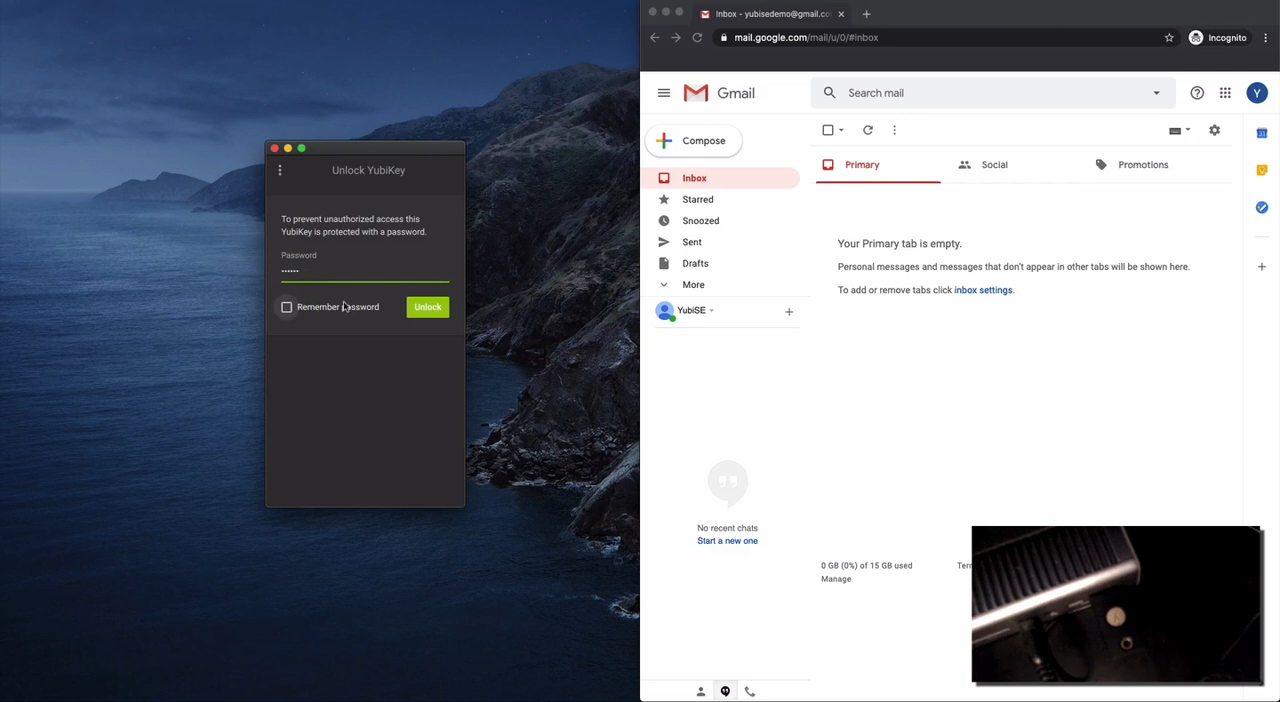 Unlock YubiKey
To prevent unauthorized access this
YubiKey is protected with a password.
Password
••••••
Remember password
Unlock
Inbox - yubisedemo@gmail.co
mail.google.com/mail/u/0/#inbox
Incognito
Gmail
Search mail
Y
Compose
Inbox
Starred
Snoozed
Sent
Drafts
More
YubiSE
Primary
Social
Promotions
Your Primary tab is empty.
Personal messages and messages that don't appear in other tabs will be shown here.
To add or remove tabs click inbox settings.
No recent chats
Start a new one
0 GB (0%) of 15 GB used
Manage
31